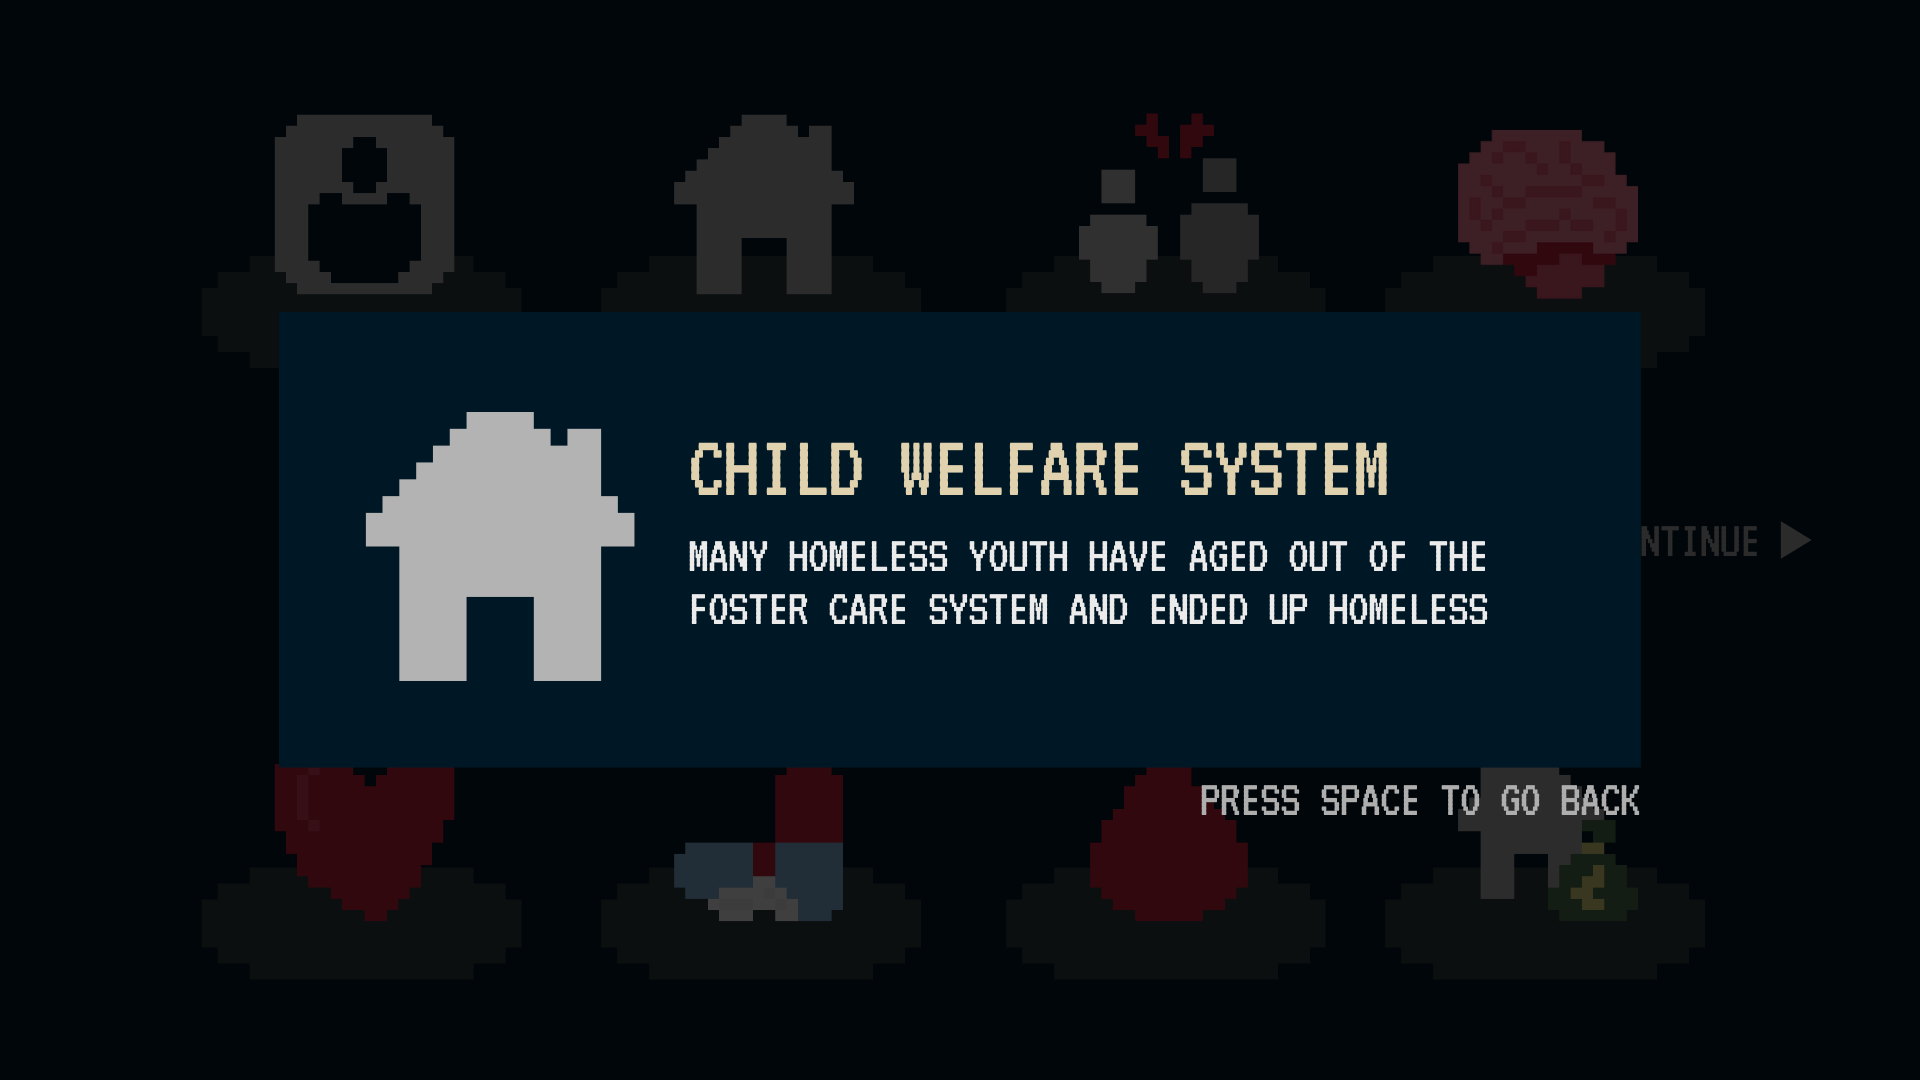 CHILD WELFARE SYSTEM
MANY HOMELESS YOUTH HAVE AGED OUT OF THE
FOSTER CARE SYSTEM AND ENDED UP HOMELESS
NTINUE
PRESS SPACE TO GO BACK